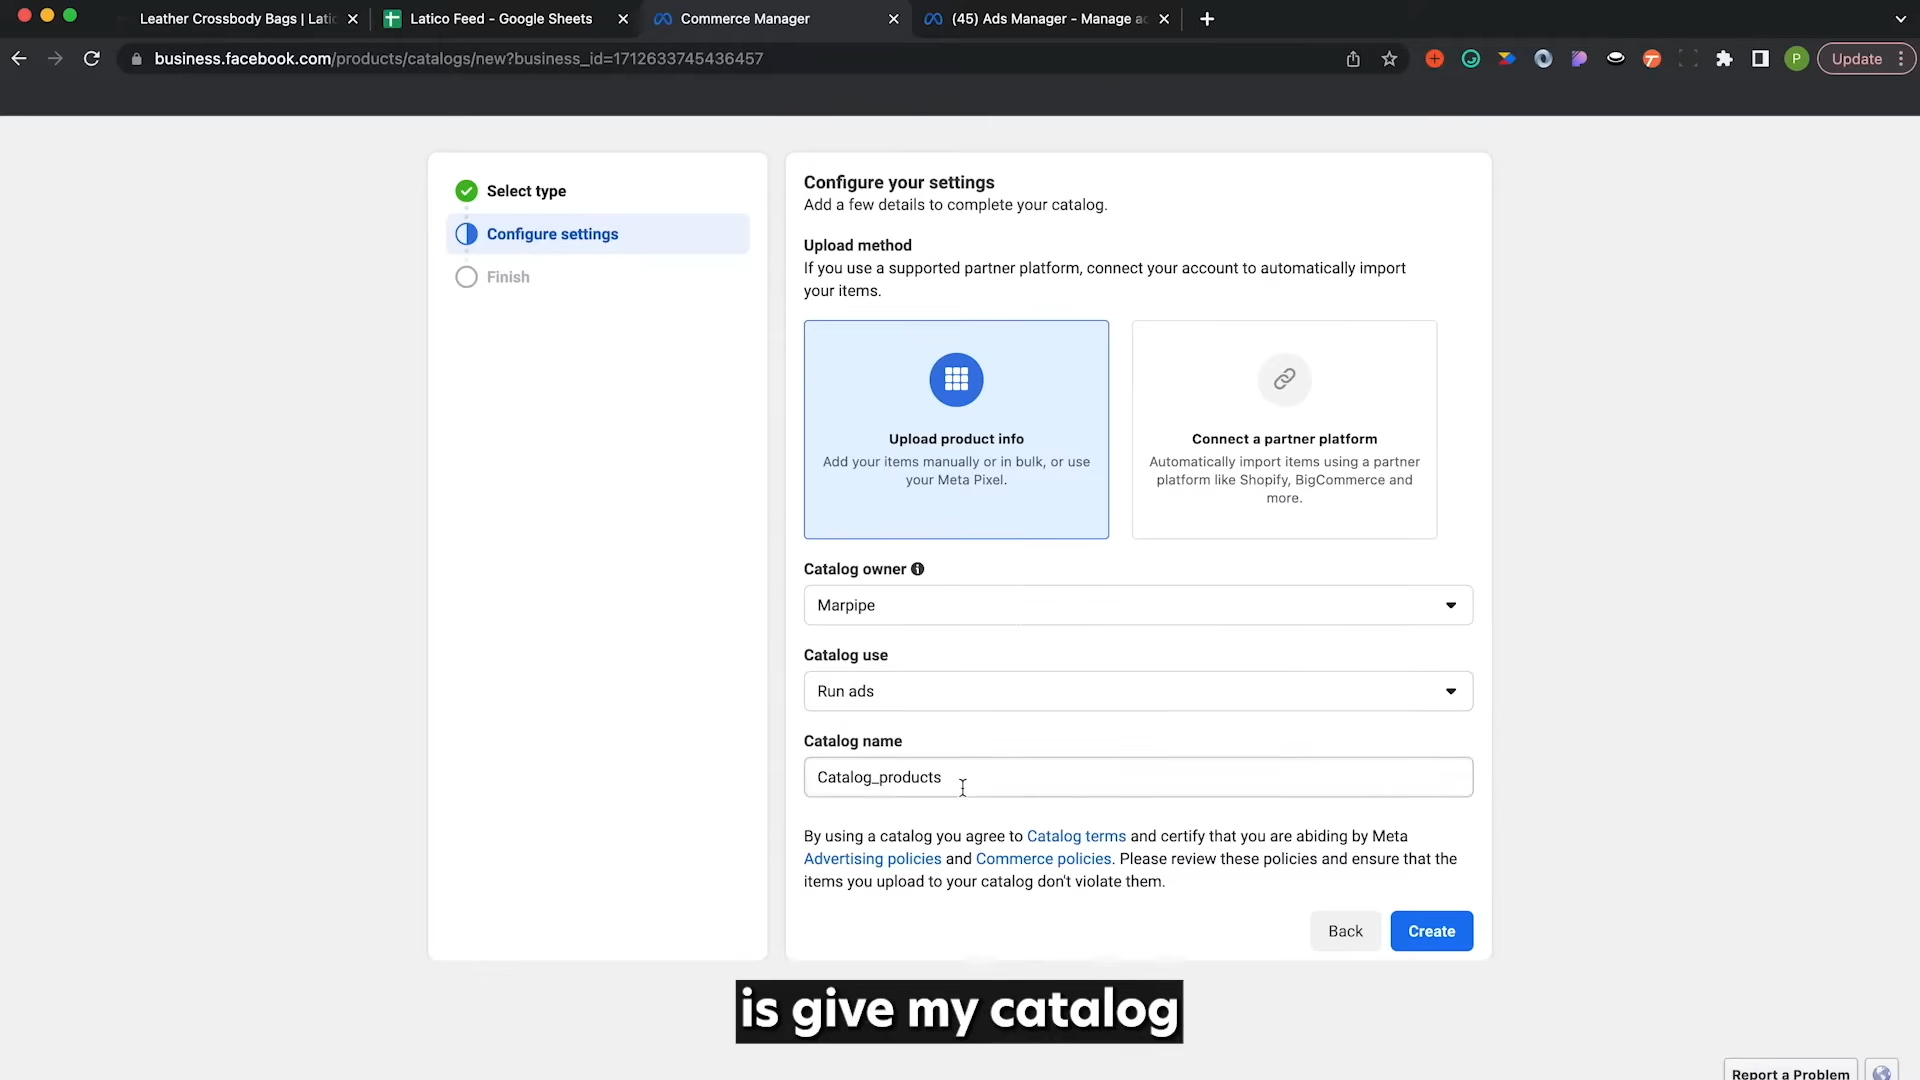 Leather Crossbody Bags | Latic
Latico Feed - Google Sheets
Commerce Manager
(45) Ads Manager - Manage ac
business.facebook.com/products/catalogs/new?business_id=1712633745436457
P
Update
Select type
Configure settings
Finish
Configure your settings
Add a few details to complete your catalog.
Upload method
If you use a supported partner platform, connect your account to automatically import
your items.
Upload product info
Add your items manually or in bulk, or use
your Meta Pixel.
Connect a partner platform
Automatically import items using a partner
platform like Shopify, BigCommerce and
more.
Catalog owner
Marpipe
Catalog use
Run ads
Catalog name
Catalog_products
By using a catalog you agree to Catalog terms and certify that you are abiding by Meta
Advertising policies and Commerce policies. Please review these policies and ensure that the
items you upload to your catalog don't violate them.
Back
Create
is give my catalog
Report a Problem